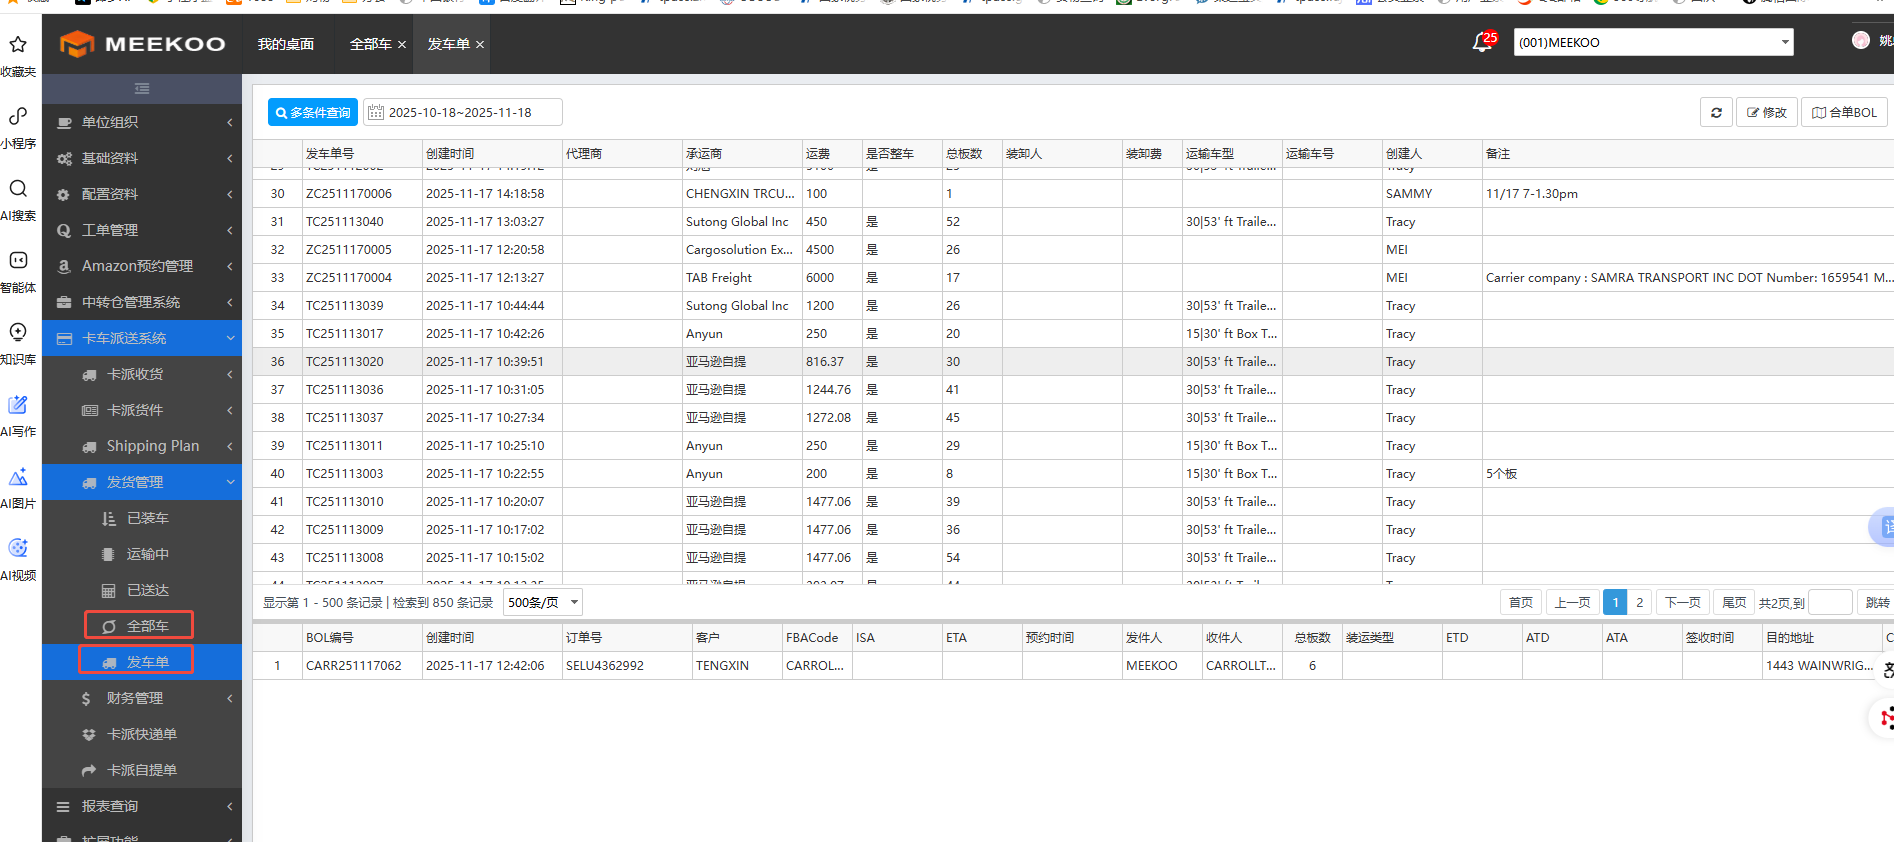 收藏夹
小程序
AI搜索
智能体
知识库
AI写作
AI图片
AI视频
MEEKOO
我的桌面 全部车 × 发车单 ×
25
(001)MEEKOO
单位组织
基础资料
配置资料
工单管理
Amazon预约管理
中转仓管理系统
卡车派送系统
卡派收货
卡派货件
Shipping Plan
发货管理
已装车
运输中
已送达
全部车
发车单
财务管理
卡派快递单
卡派自提单
报表查询
扩展功能
多条件查询 2025-10-18~2025-11-18 修改 合单BOL
发车单号 创建时间 代理商 承运商 运费 是否整车 总板数 装卸人 装卸费 运输车型 运输车号 创建人 备注
30 ZC2511170006 2025-11-17 14:18:58 CHENGXIN TRCU... 100 1 SAMMY 11/17 7-1.30pm
31 TC251113040 2025-11-17 13:03:27 Sutong Global Inc 450 是 52 30|53' ft Traile... Tracy
32 ZC2511170005 2025-11-17 12:20:58 Cargosolution Ex... 4500 是 26 MEI
33 ZC2511170004 2025-11-17 12:13:27 TAB Freight 6000 是 17 MEI Carrier company : SAMRA TRANSPORT INC DOT Number: 1659541 M...
34 TC251113039 2025-11-17 10:44:44 Sutong Global Inc 1200 是 26 30|53' ft Traile... Tracy
35 TC251113017 2025-11-17 10:42:26 Anyun 250 是 20 15|30' ft Box T... Tracy
36 TC251113020 2025-11-17 10:39:51 亚马逊自提 816.37 是 30 30|53' ft Traile... Tracy
37 TC251113036 2025-11-17 10:31:05 亚马逊自提 1244.76 是 41 30|53' ft Traile... Tracy
38 TC251113037 2025-11-17 10:27:34 亚马逊自提 1272.08 是 45 30|53' ft Traile... Tracy
39 TC251113011 2025-11-17 10:25:10 Anyun 250 是 29 15|30' ft Box T... Tracy
40 TC251113003 2025-11-17 10:22:55 Anyun 200 是 8 15|30' ft Box T... Tracy 5个板
41 TC251113010 2025-11-17 10:20:07 亚马逊自提 1477.06 是 39 30|53' ft Traile... Tracy
42 TC251113009 2025-11-17 10:17:02 亚马逊自提 1477.06 是 36 30|53' ft Traile... Tracy
43 TC251113008 2025-11-17 10:15:02 亚马逊自提 1477.06 是 54 30|53' ft Traile... Tracy
显示第 1 - 500 条记录 | 检索到 850 条记录 500条/页 首页 上一页 1 2 下一页 尾页 共2页,到 跳转
BOL编号 创建时间 订单号 客户 FBACode ISA ETA 预约时间 发件人 收件人 总板数 装运类型 ETD ATD ATA 签收时间 目的地址
1 CARR251117062 2025-11-17 12:42:06 SELU4362992 TENGXIN CARROL... MEEKOO CARROLLT... 6 1443 WAINWRIG...